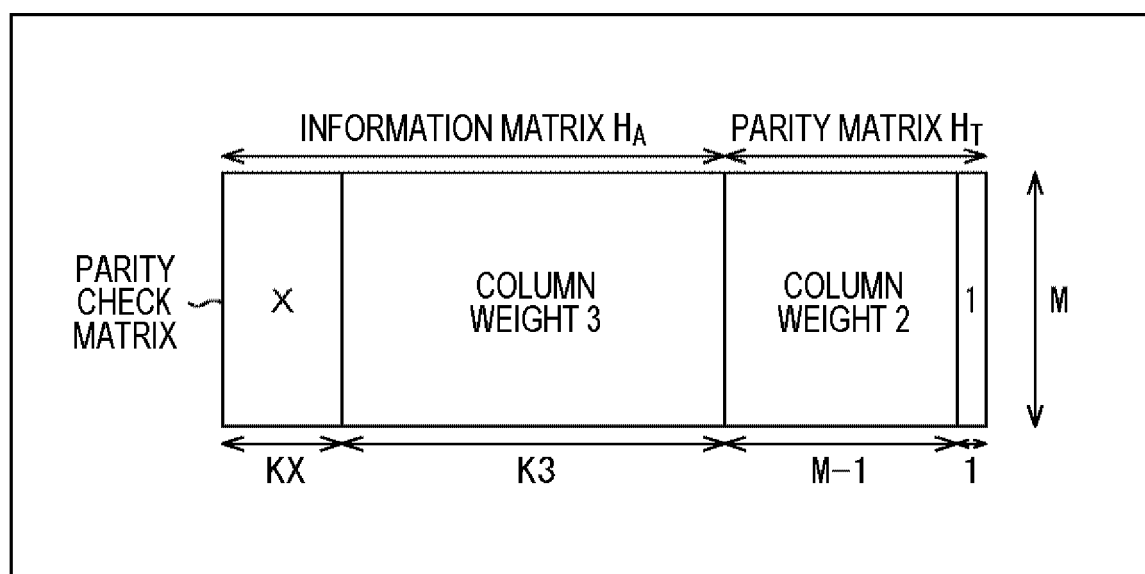 INFORMATION MATRIX HA PARITY MATRIX HT
PARITY
CHECK
MATRIX
X
COLUMN
WEIGHT 3
COLUMN
WEIGHT 2
1
M
KX
K3
M-1
1